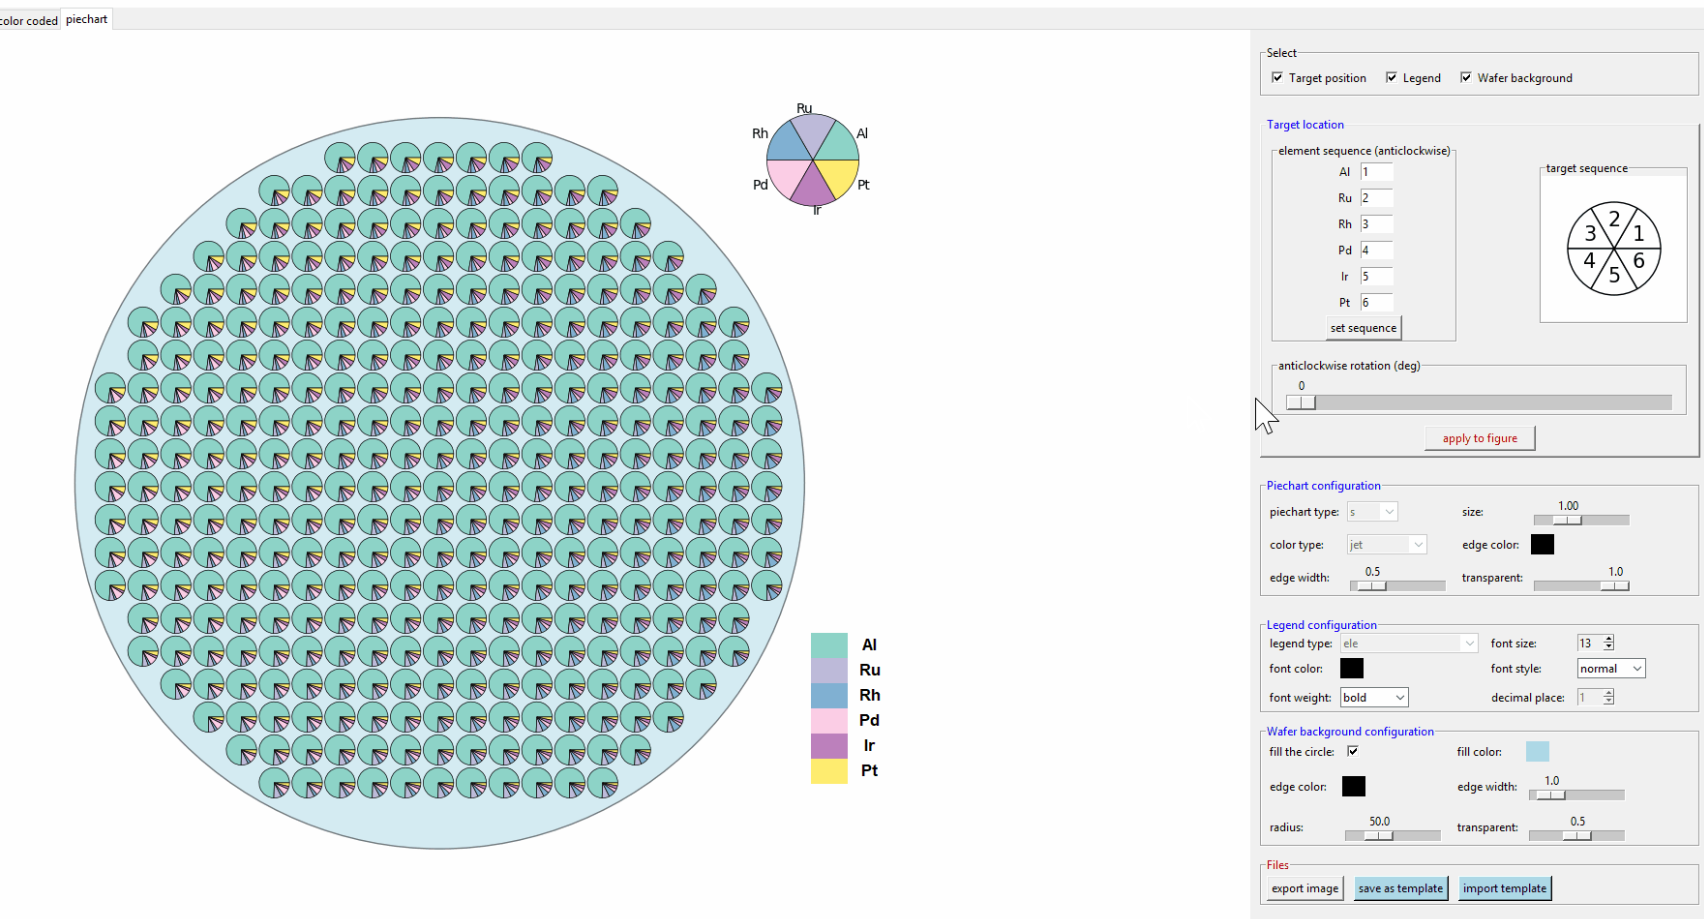 color coded piechart
Select
Target position Legend Wafer background
Ru
Rh Al
Pd Pt
Ir
Target location
element sequence (anticlockwise)
Al 1
Ru 2
Rh 3
Pd 4
Ir 5
Pt 6
set sequence
target sequence
3 2 1
4 5 6
anticlockwise rotation (deg)
0
apply to figure
Piechart configuration
piechart type: s size: 1.00
color type: jet edge color:
edge width: 0.5 transparent: 1.0
Al
Ru
Rh
Pd
Ir
Pt
Legend configuration
legend type: ele font size: 13
font color: font style: normal
font weight: bold decimal place: 1
Wafer background configuration
fill the circle: fill color:
edge color: edge width: 1.0
radius: 50.0 transparent: 0.5
Files
export image save as template import template